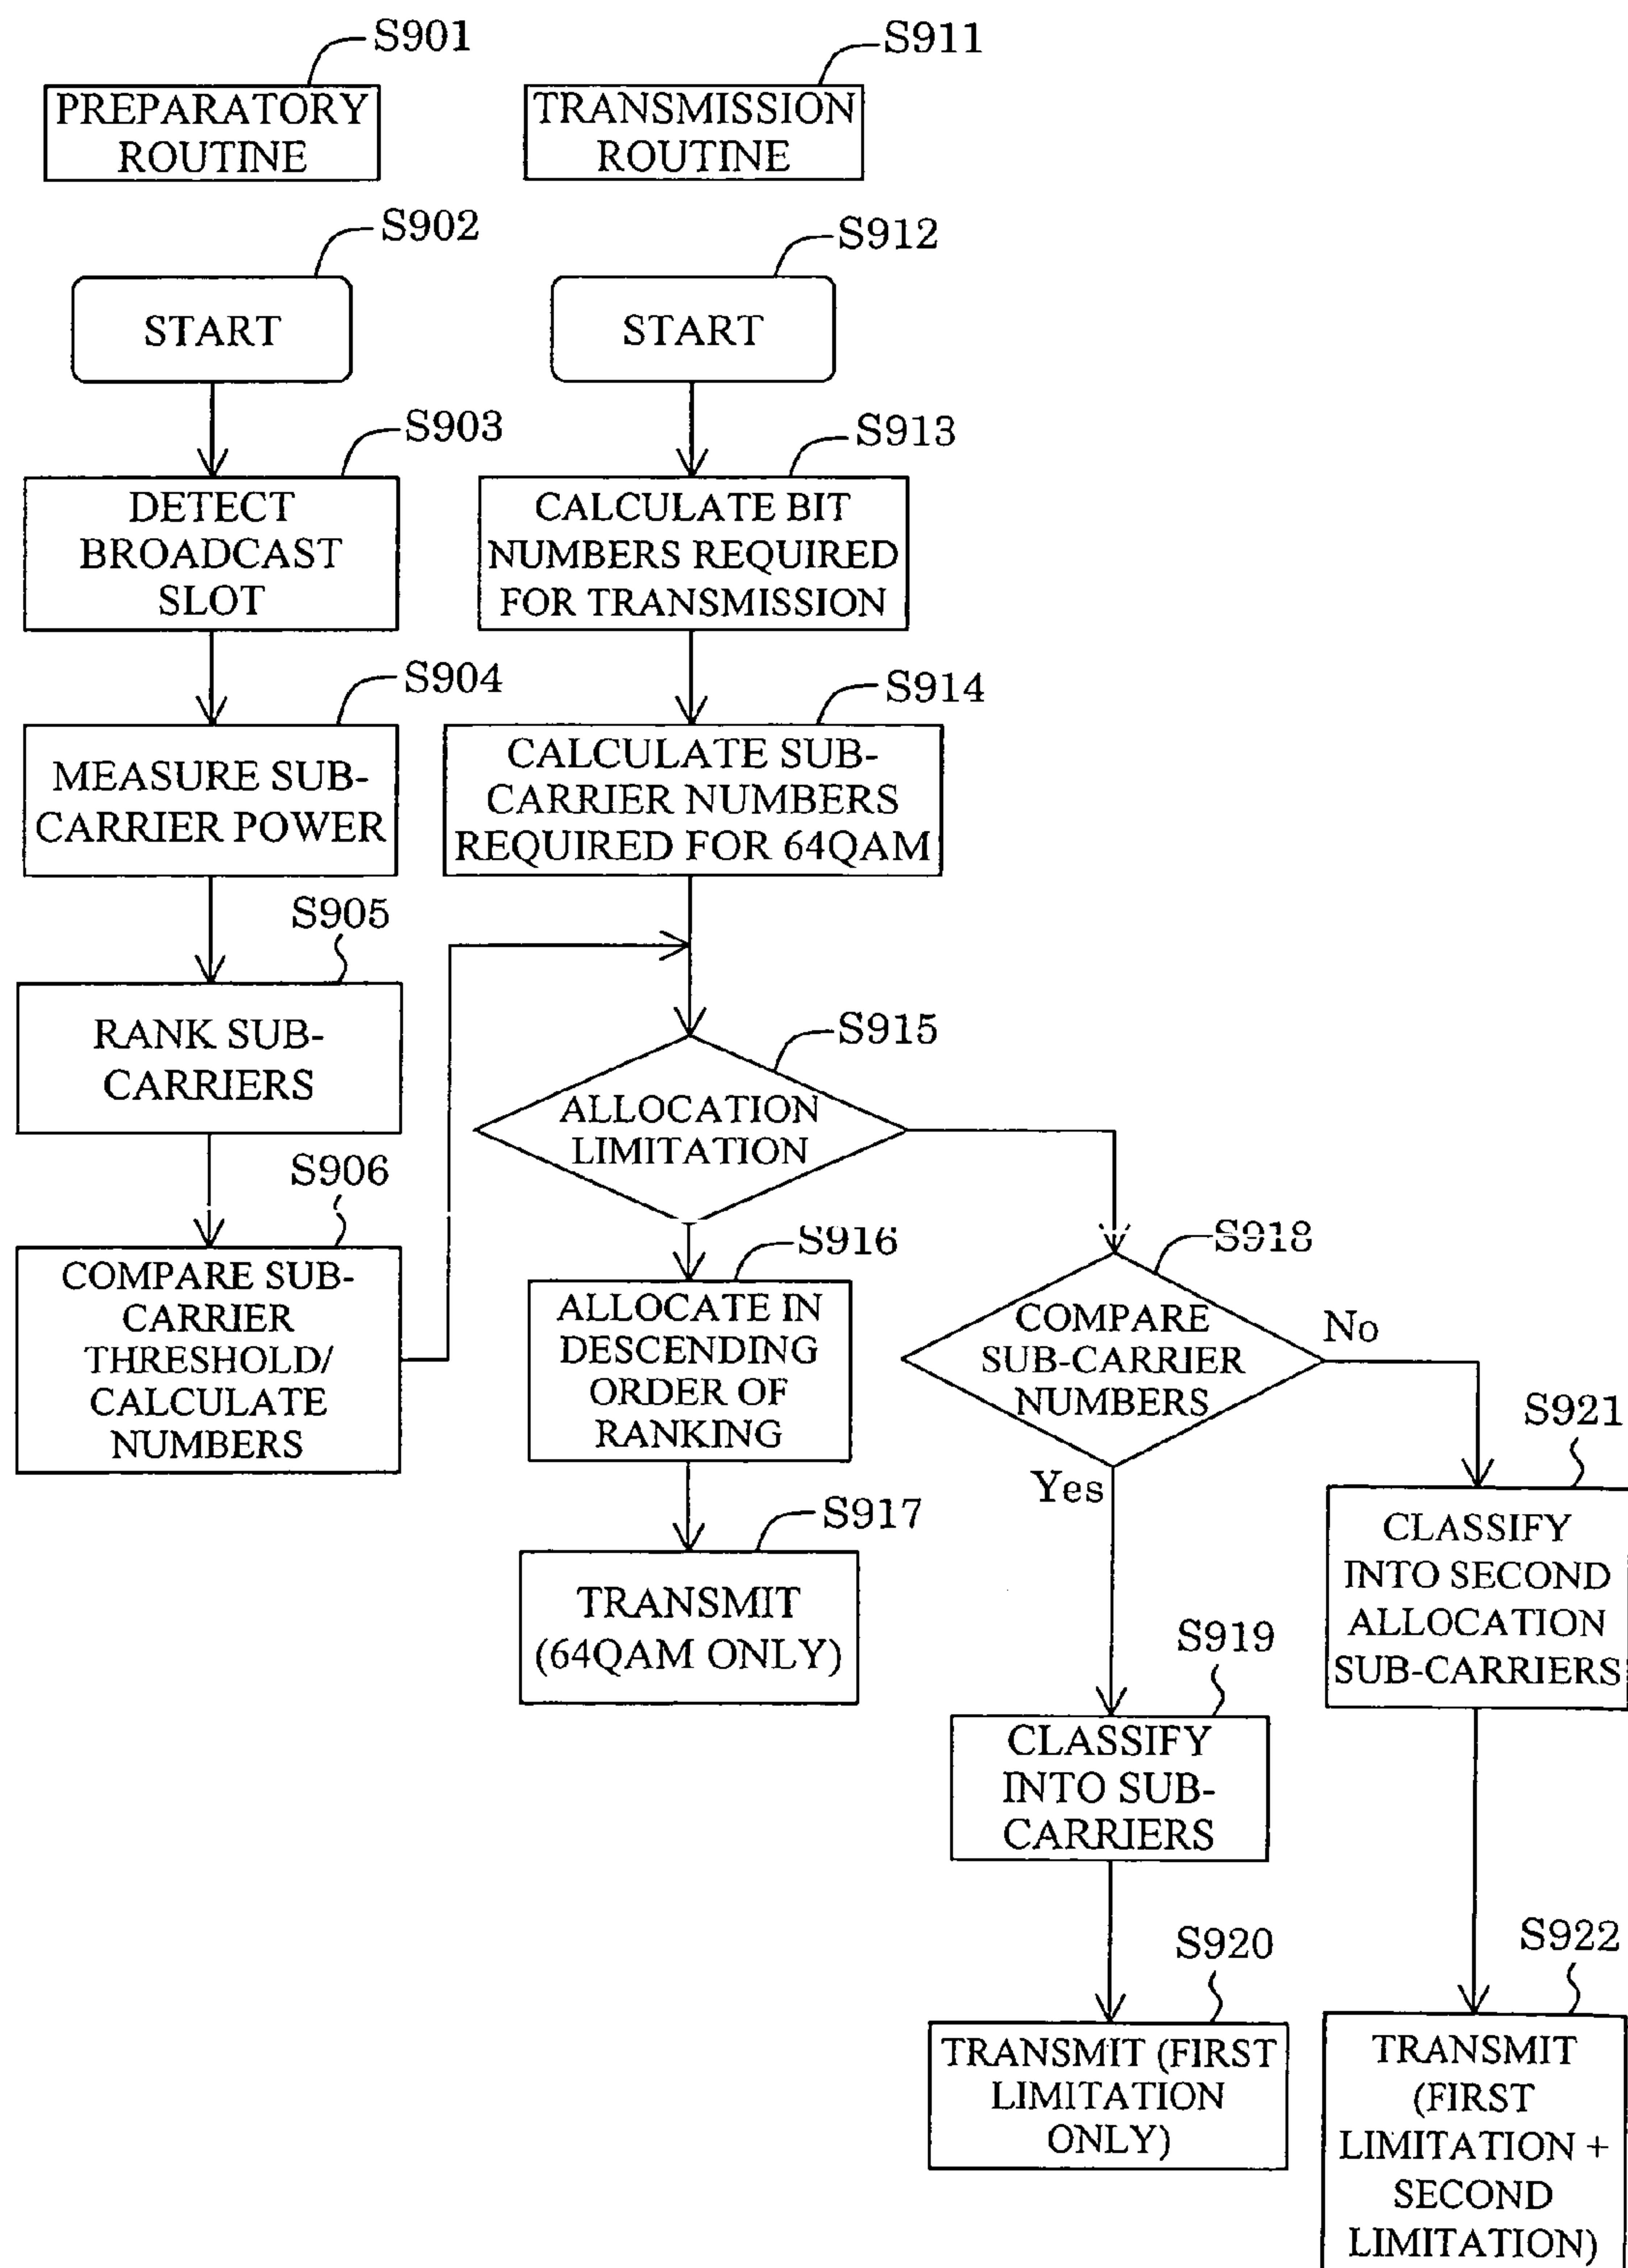 S901
PREPARATORY
ROUTINE
S911
TRANSMISSION
ROUTINE
S902
START
S912
START
S903
DETECT
BROADCAST
SLOT
S913
CALCULATE BIT
NUMBERS REQUIRED
FOR TRANSMISSION
S904
MEASURE SUB-
CARRIER POWER
S914
CALCULATE SUB-
CARRIER NUMBERS
REQUIRED FOR 64QAM
S905
RANK SUB-
CARRIERS
S915
ALLOCATION
LIMITATION
S906
COMPARE SUB-
CARRIER
THRESHOLD/
CALCULATE
NUMBERS
S916
ALLOCATE IN
DESCENDING
ORDER OF
RANKING
S918
COMPARE
SUB-CARRIER
NUMBERS
No
Yes
S917
TRANSMIT
(64QAM ONLY)
S921
CLASSIFY
INTO SECOND
ALLOCATION
SUB-CARRIERS
S919
CLASSIFY
INTO SUB-
CARRIERS
S920
TRANSMIT (FIRST
LIMITATION
ONLY)
S922
TRANSMIT
(FIRST
LIMITATION +
SECOND
LIMITATION)